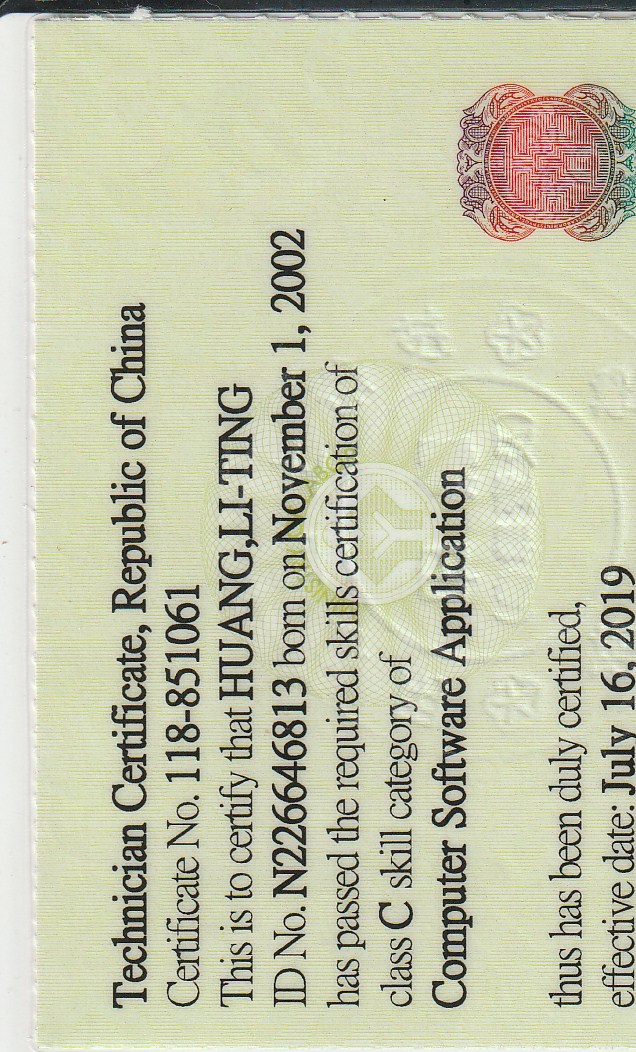 Technician Certificate, Republic of China
Certificate No. 118-851061
This is to certify that HUANG,LI-TING
ID No. N226646813 born on November 1, 2002
has passed the required skills certification of
class C skill category of
Computer Software Application
thus has been duly certified,
effective date: July 16, 2019